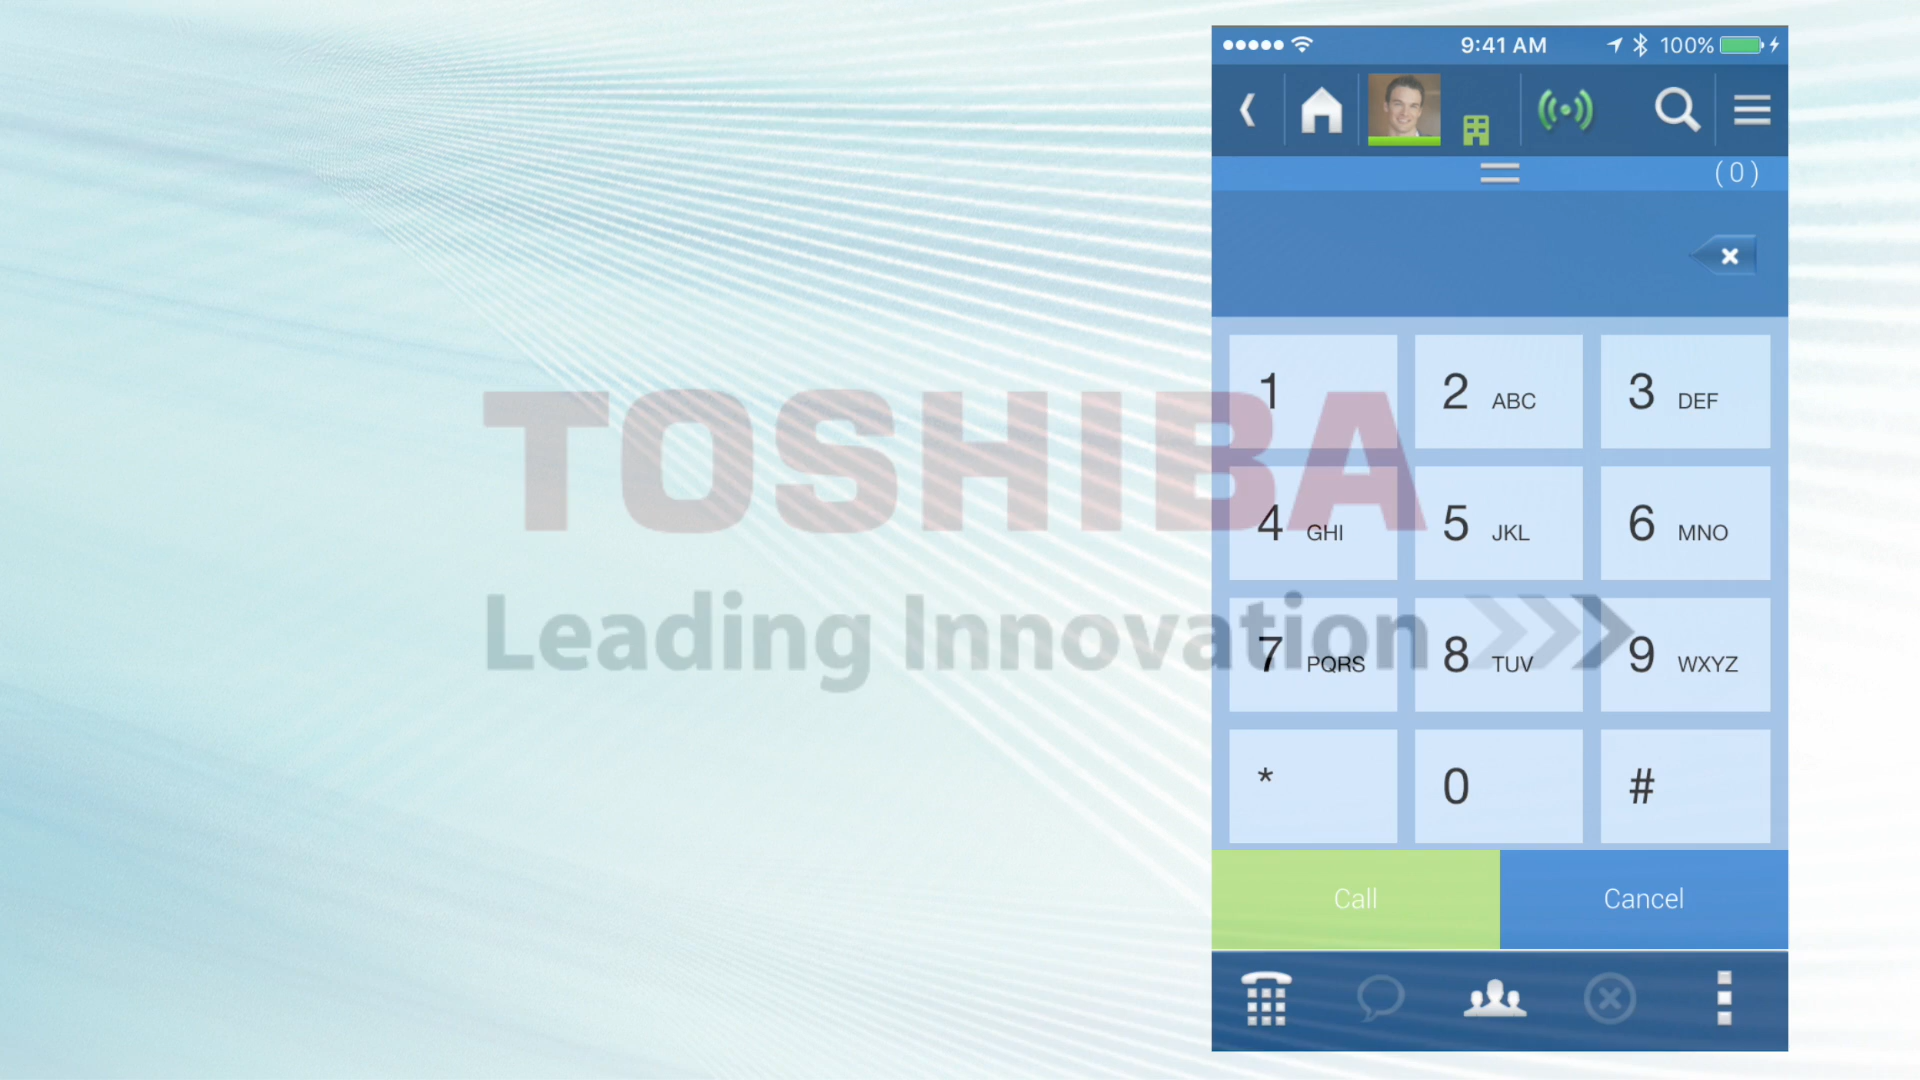 9:41 AM 100%
( 0 )
1
2 ABC
3 DEF
TOSHIBA
4 GHI
5 JKL
6 MNO
Leading Innovation
7 PQRS
8 TUV
9 WXYZ
*
0
#
Call
Cancel